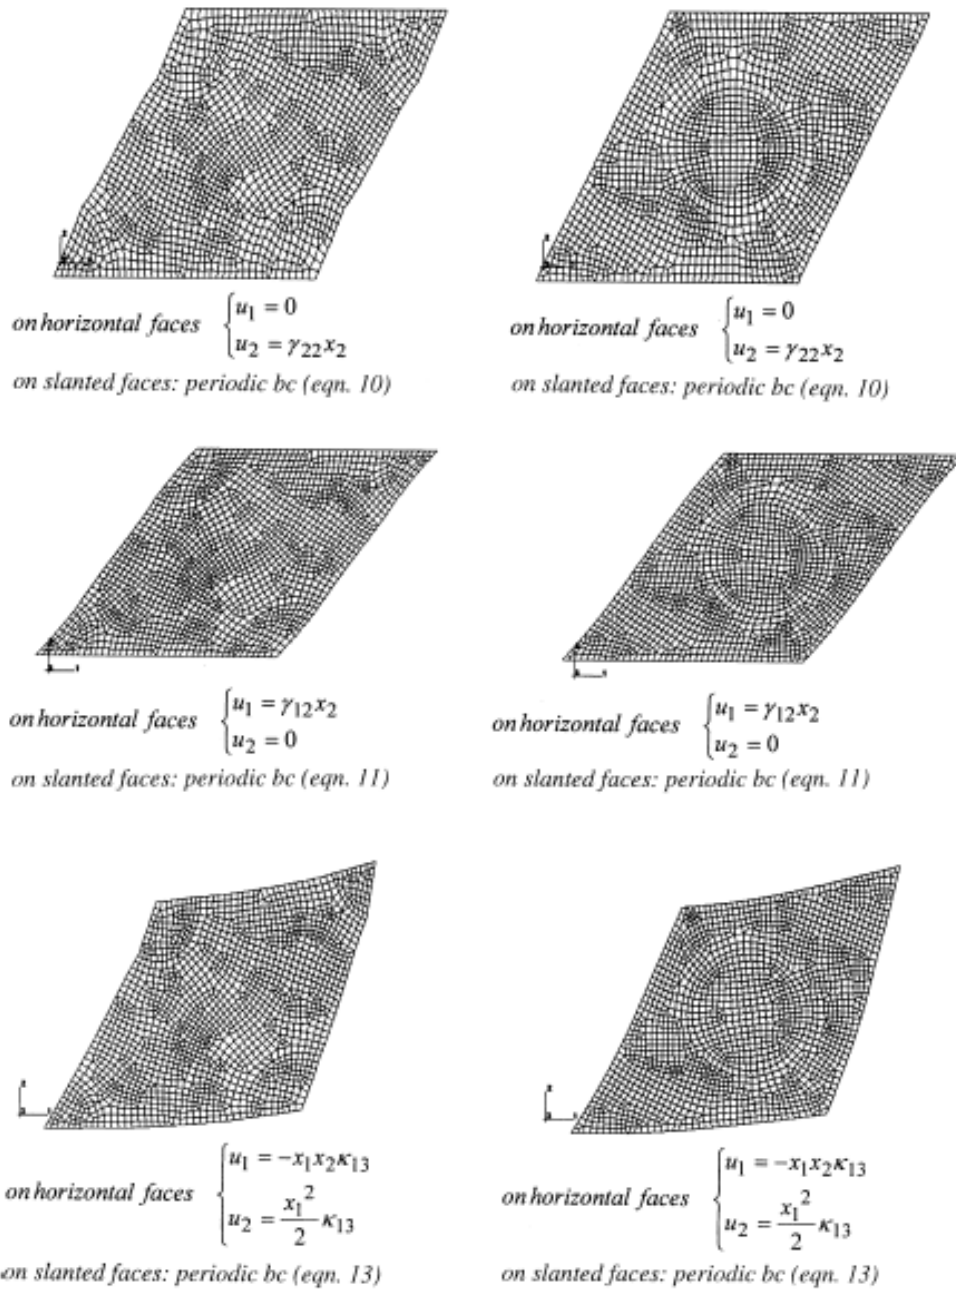 on horizontal faces { u₁ = 0
u₂ = γ₂₂x₂
on slanted faces: periodic bc (eqn. 10)
on horizontal faces { u₁ = 0
u₂ = γ₂₂x₂
on slanted faces: periodic bc (eqn. 10)
on horizontal faces { u₁ = γ₁₂x₂
u₂ = 0
on slanted faces: periodic bc (eqn. 11)
on horizontal faces { u₁ = γ₁₂x₂
u₂ = 0
on slanted faces: periodic bc (eqn. 11)
on horizontal faces { u₁ = −x₁x₂κ₁₃
u₂ = x₁²/2 κ₁₃
on slanted faces: periodic bc (eqn. 13)
on horizontal faces { u₁ = −x₁x₂κ₁₃
u₂ = x₁²/2 κ₁₃
on slanted faces: periodic bc (eqn. 13)